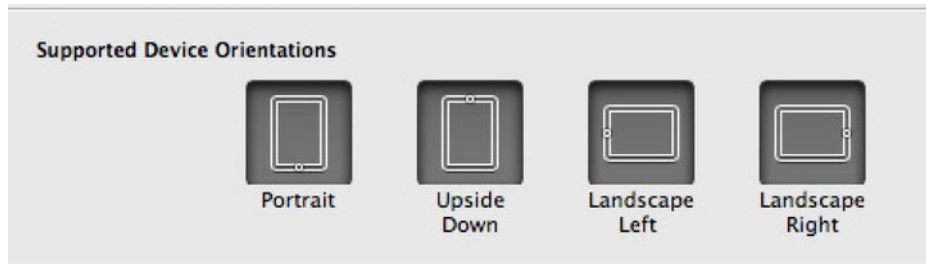 Supported Device Orientations
Portrait
Upside
Down
Landscape
Left
Landscape
Right